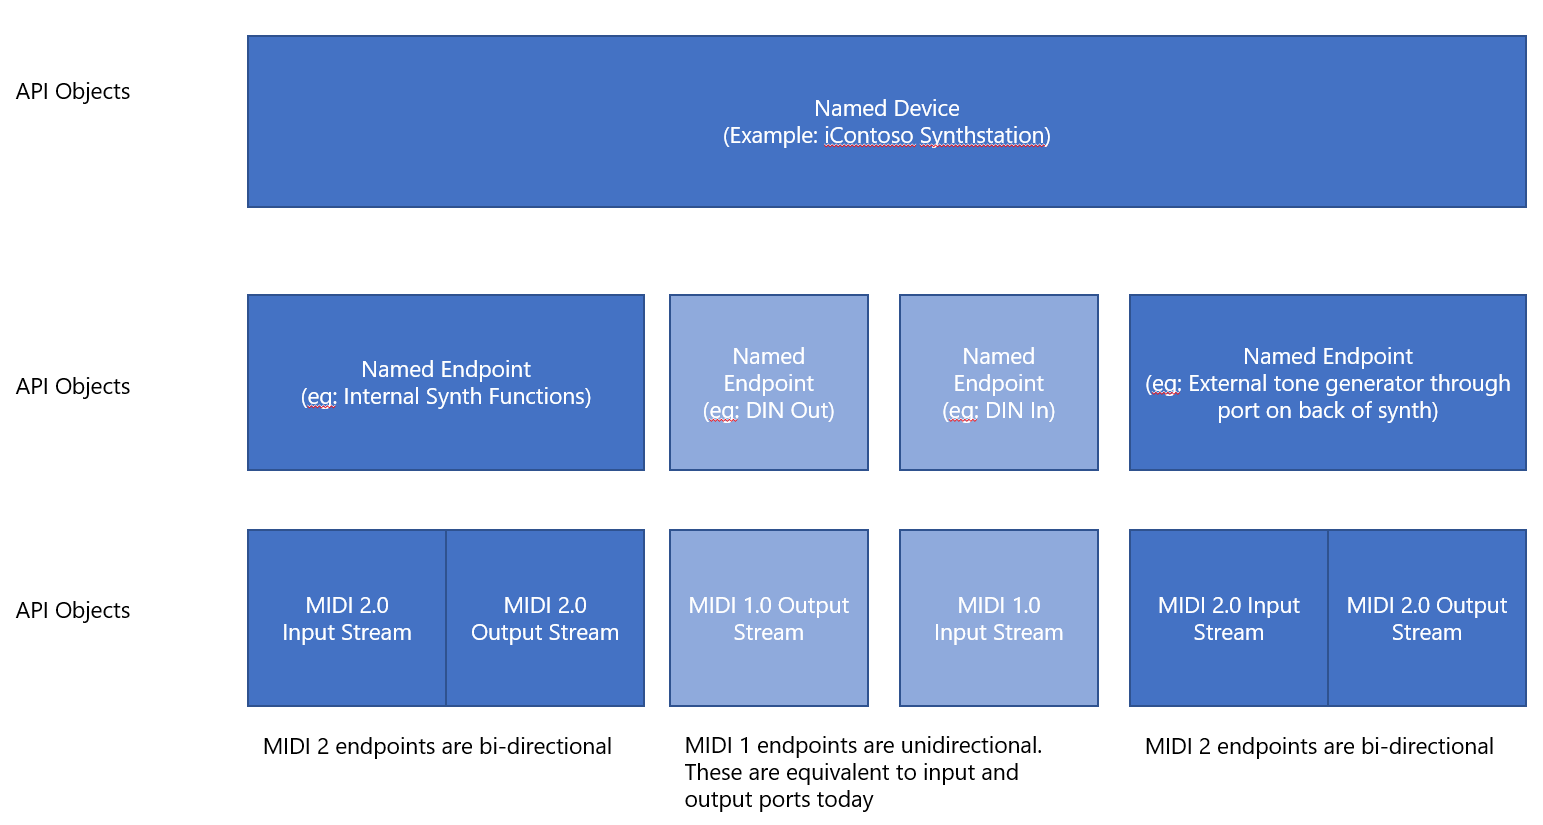 API Objects
Named Device
(Example: iContoso Synthstation)
API Objects
Named Endpoint
(eg: Internal Synth Functions)
Named
Endpoint
(eg: DIN Out)
Named
Endpoint
(eg: DIN In)
Named Endpoint
(eg: External tone generator through
port on back of synth)
API Objects
MIDI 2.0
Input Stream
MIDI 2.0
Output Stream
MIDI 1.0 Output
Stream
MIDI 1.0
Input Stream
MIDI 2.0 Input
Stream
MIDI 2.0 Output
Stream
MIDI 2 endpoints are bi-directional
MIDI 1 endpoints are unidirectional.
These are equivalent to input and
output ports today
MIDI 2 endpoints are bi-directional